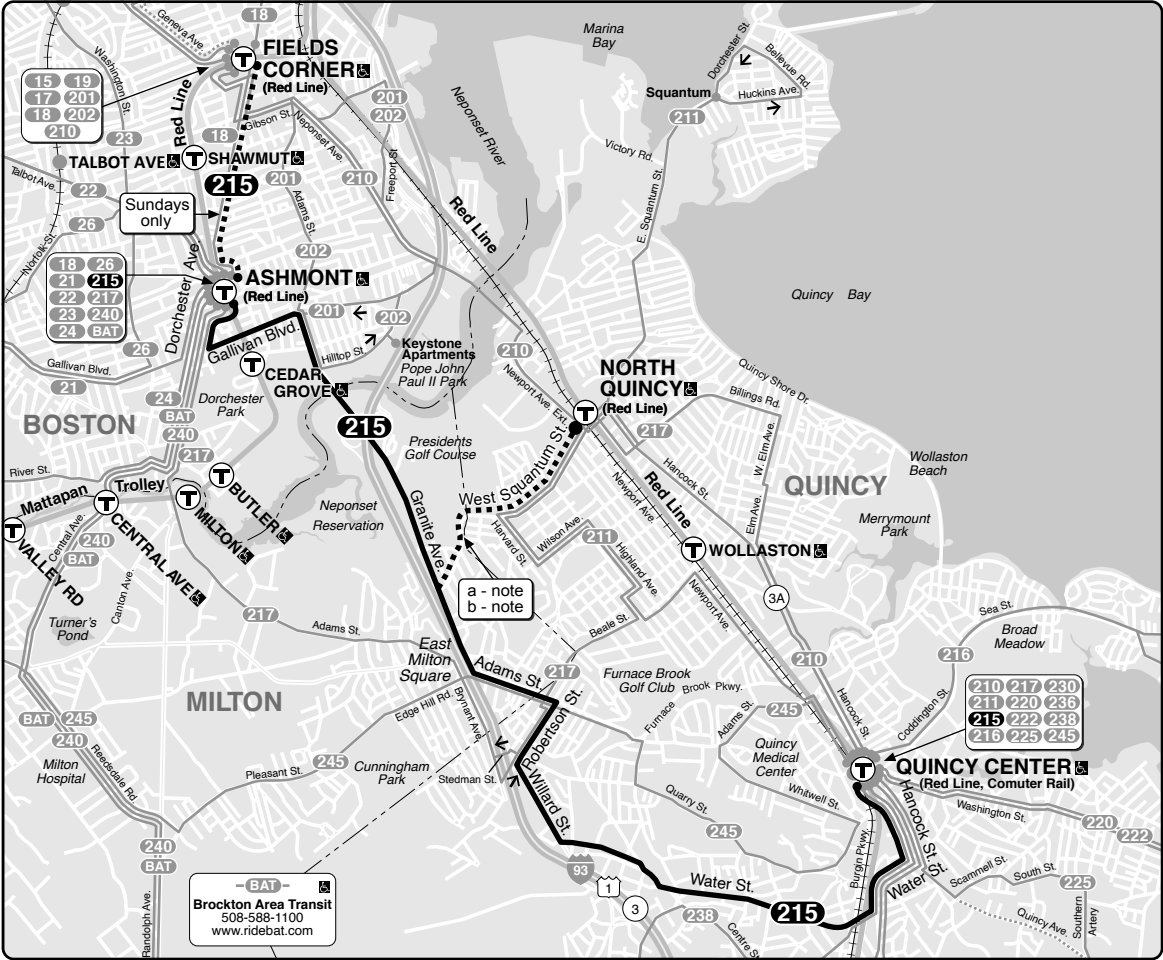 18
Geneva Ave.
Washington St.
FIELDS
CORNER
(Red Line)
15 19
17 201
18 202
210
Red Line
23
18
Gibson St.
Neponset Ave.
201
202
Freeport St
Neponset River
Marina
Bay
Dorchester St.
Bellevue Rd.
Huckins Ave.
Squantum
211
Victory Rd.
E. Squantum St.
TALBOT AVE
SHAWMUT
Talbot Ave.
22
215
201
210
Adams St.
Sundays
only
26
Norfolk St.
202
Red Line
18 26
21 215
22 217
23 240
24 BAT
Dorchester Ave.
ASHMONT
(Red Line)
Quincy Bay
201
202
Gallivan Blvd.
Hilltop St.
Keystone
Apartments
Pope John
Paul II Park
26
Gallivan Blvd.
21
CEDAR
GROVE
210
Newport Ave. Ext.
NORTH
QUINCY
(Red Line)
Quincy Shore Dr.
Billings Rd.
24
BAT
240
217
Dorchester
Park
BOSTON
215
Presidents
Golf Course
217
W. Elm Ave.
Hancock St.
Elm Ave.
Wollaston
Beach
QUINCY
Merrymount
Park
River St.
Mattapan
Trolley
BUTLER
MILTON
CENTRAL AVE
VALLEY RD
Central Ave.
240
BAT
Canton Ave.
Neponset
Reservation
Granite Ave.
West Squantum St.
Harvard St.
Wilson Ave.
211
Highland Ave.
Newport Ave.
Red Line
WOLLASTON
Newport Ave.
3A
a - note
b - note
Turner's
Pond
217
Adams St.
East
Milton
Square
Beale St.
Sea St.
Broad
Meadow
216
Adams St.
217
Furnace Brook
Golf Club
Furnace
Brook Pkwy.
Adams St.
210
Hancock St.
Coddington St.
MILTON
Edge Hill Rd.
Brynant Ave.
Robertson St.
245
210 217 230
211 220 236
215 222 238
216 225 245
BAT
245
240
Milton
Hospital
Reedsdale Rd
Pleasant St.
245
Cunningham
Park
Stedman St.
Willard St.
Quincy
Medical
Center
Whitwell St.
QUINCY CENTER
(Red Line, Comuter Rail)
Quarry St.
245
Hancock St.
Washington St.
220
222
240
BAT
93
1
3
Water St.
Burgin Pkwy.
Water St.
Scammell St.
South St.
225
BAT
Brockton Area Transit
508-588-1100
www.ridebat.com
Randolph Ave.
238
Centre St.
215
Quincy Ave.
Southern
Artery